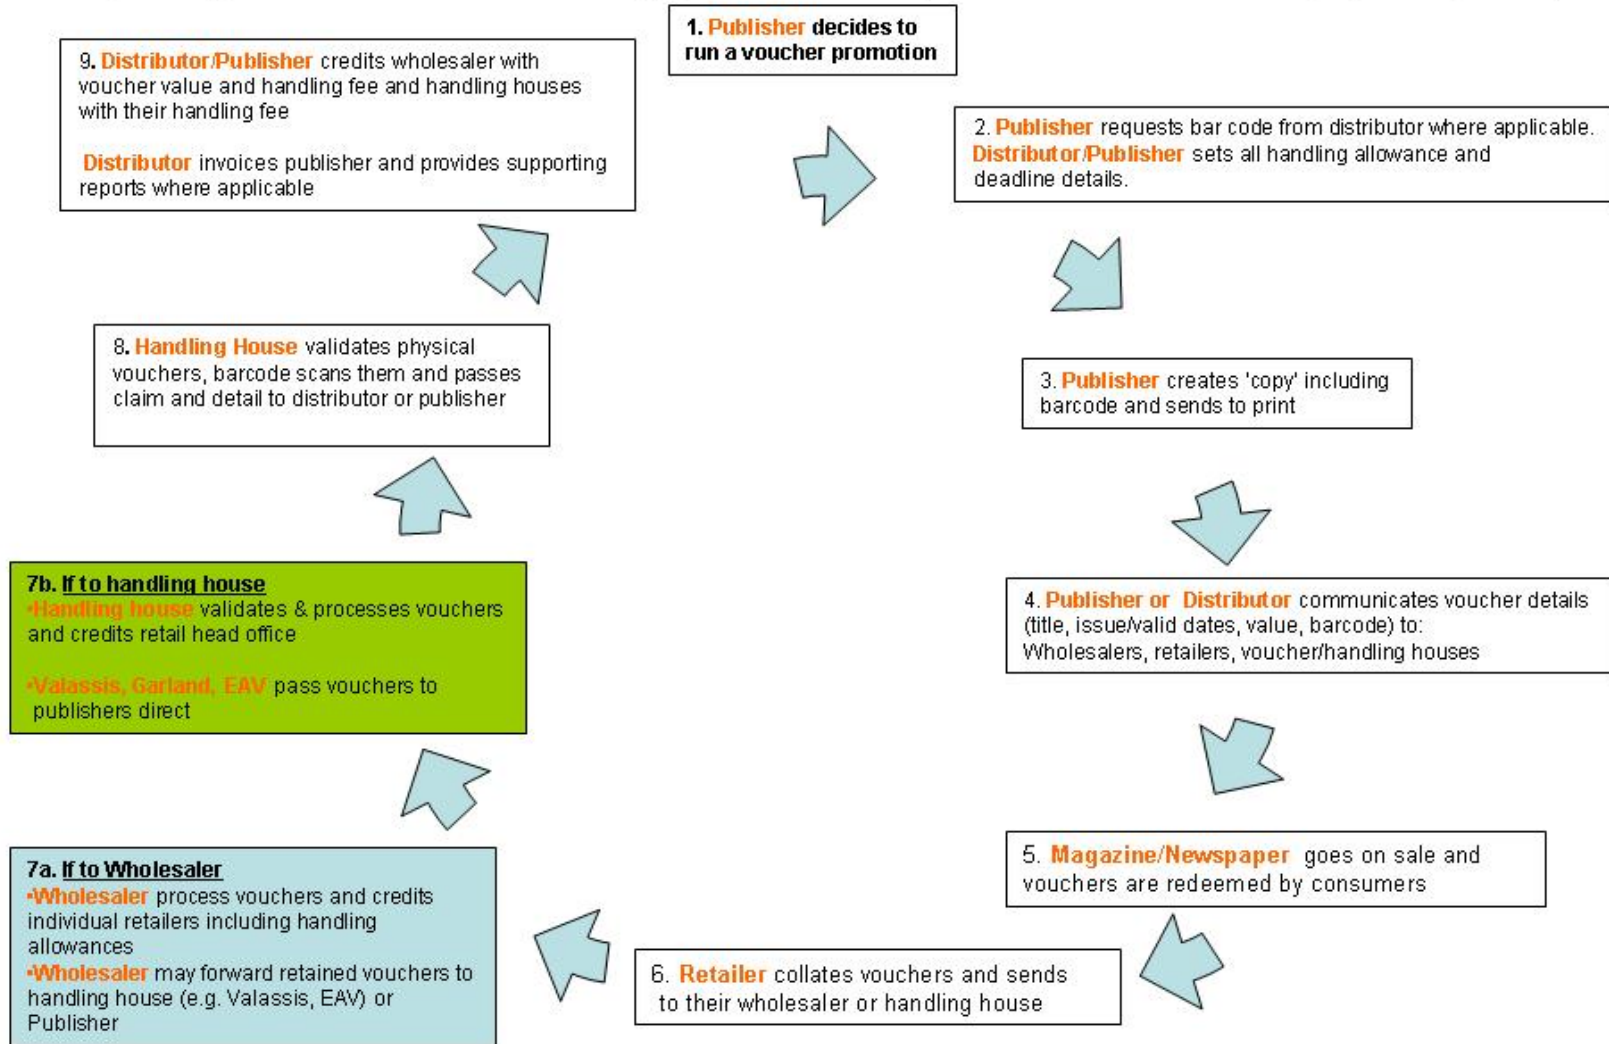 1. Publisher decides to
run a voucher promotion
2. Publisher requests bar code from distributor where applicable.
Distributor/Publisher sets all handling allowance and
deadline details.
3. Publisher creates 'copy' including
barcode and sends to print
4. Publisher or Distributor communicates voucher details
(title, issue/valid dates, value, barcode) to:
Wholesalers, retailers, voucher/handling houses
5. Magazine/Newspaper goes on sale and
vouchers are redeemed by consumers
6. Retailer collates vouchers and sends
to their wholesaler or handling house
7a. If to Wholesaler
•Wholesaler process vouchers and credits
individual retailers including handling
allowances
•Wholesaler may forward retained vouchers to
handling house (e.g. Valassis, EAV) or
Publisher
7b. If to handling house
•Handling house validates & processes vouchers
and credits retail head office
•Valassis, Garland, EAV pass vouchers to
publishers direct
8. Handling House validates physical
vouchers, barcode scans them and passes
claim and detail to distributor or publisher
9. Distributor/Publisher credits wholesaler with
voucher value and handling fee and handling houses
with their handling fee
Distributor invoices publisher and provides supporting
reports where applicable